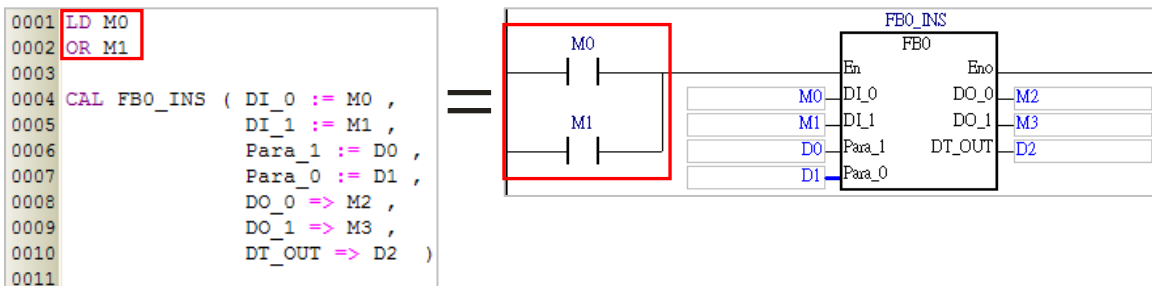 0001 LD M0
0002 OR M1
0003
0004 CAL FB0_INS ( DI_0 := M0 ,
0005 DI_1 := M1 ,
0006 Para_1 := D0 ,
0007 Para_0 := D1 ,
0008 DO_0 => M2 ,
0009 DO_1 => M3 ,
0010 DT_OUT => D2 )
0011
=
FB0_INS
M0 FB0
En Eno
M0 DI_0 DO_0 M2
M1 M1 DI_1 DO_1 M3
D0 Para_1 DT_OUT D2
D1 Para_0